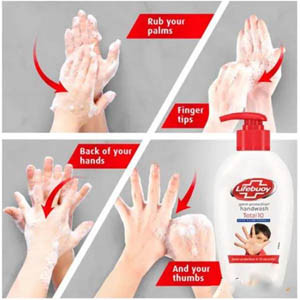 Rub your
palms
Finger
tips
Back of your
hands
And your
thumbs
Lifebuoy
handwash
Total 10